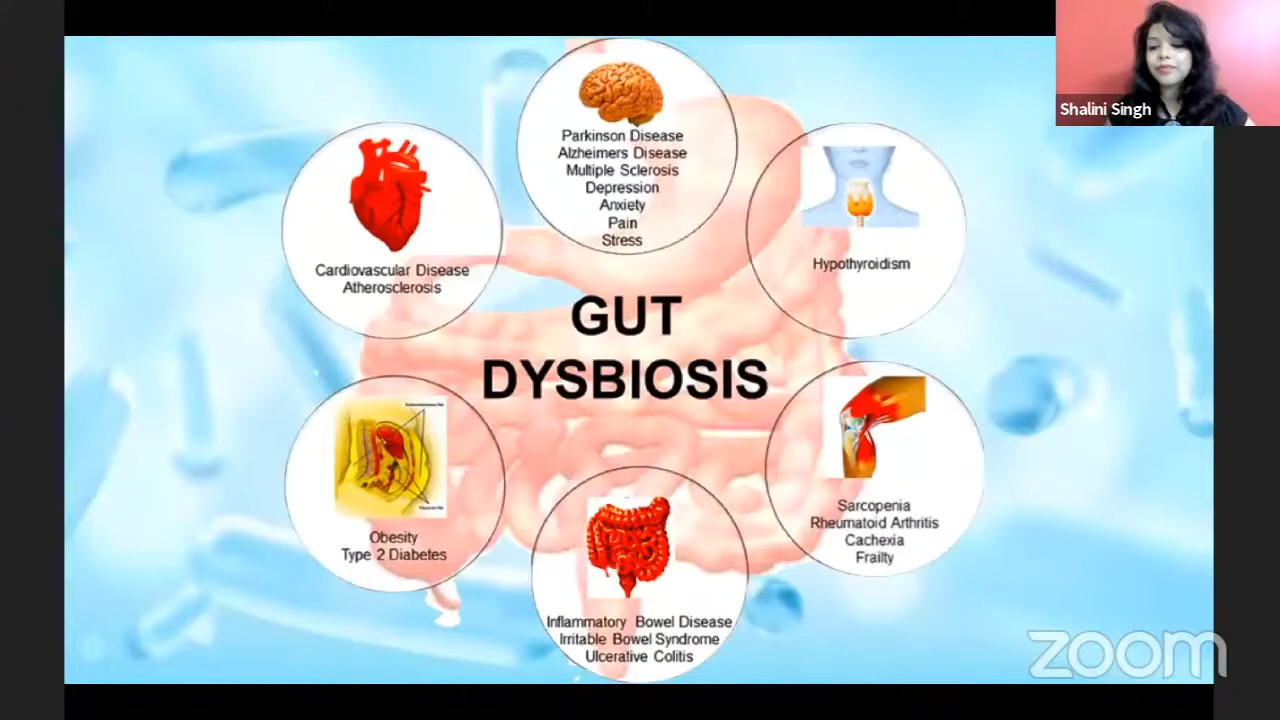 Shalini Singh
Parkinson Disease
Alzheimers Disease
Multiple Sclerosis
Depression
Anxiety
Pain
Stress
Cardiovascular Disease
Atherosclerosis
Hypothyroidism
GUT
DYSBIOSIS
Obesity
Type 2 Diabetes
Sarcopenia
Rheumatoid Arthritis
Cachexia
Frailty
Inflammatory Bowel Disease
Irritable Bowel Syndrome
Ulcerative Colitis
zoom